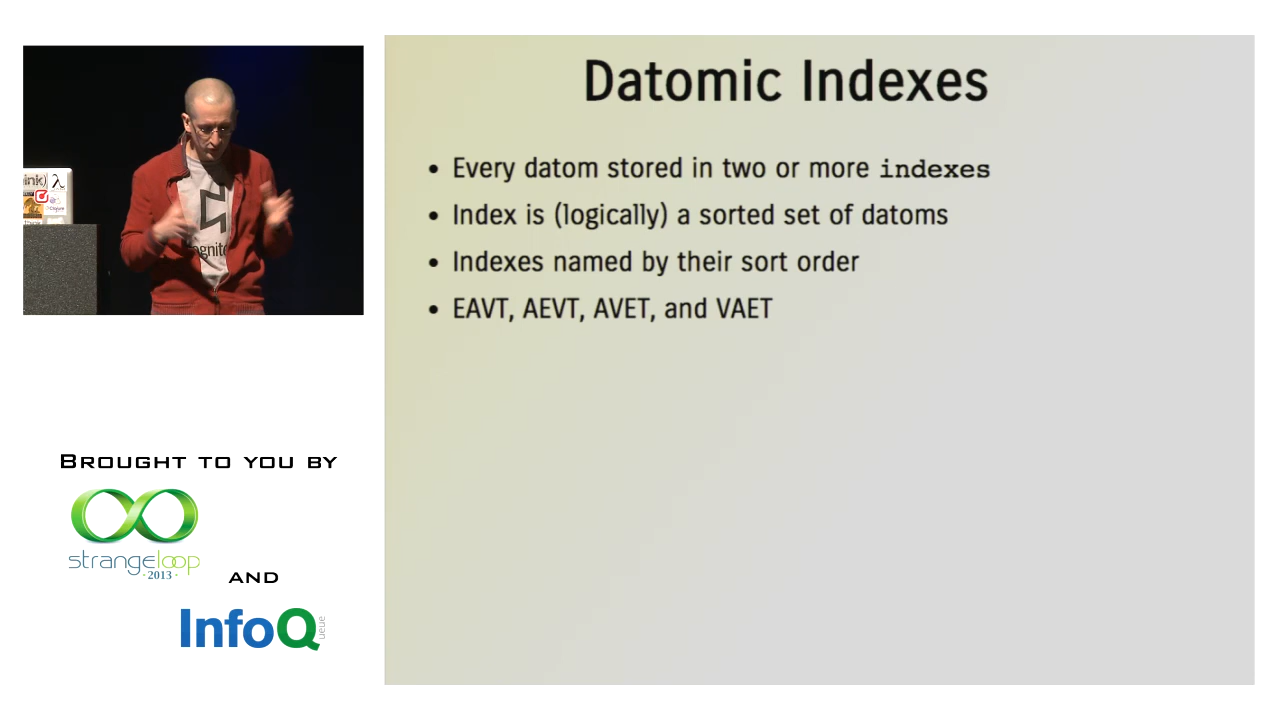 Datomic Indexes
• Every datom stored in two or more indexes
• Index is (logically) a sorted set of datoms
• Indexes named by their sort order
• EAVT, AEVT, AVET, and VAET
BROUGHT TO YOU BY
strangeloop
· 2013 ·
AND
InfoQ